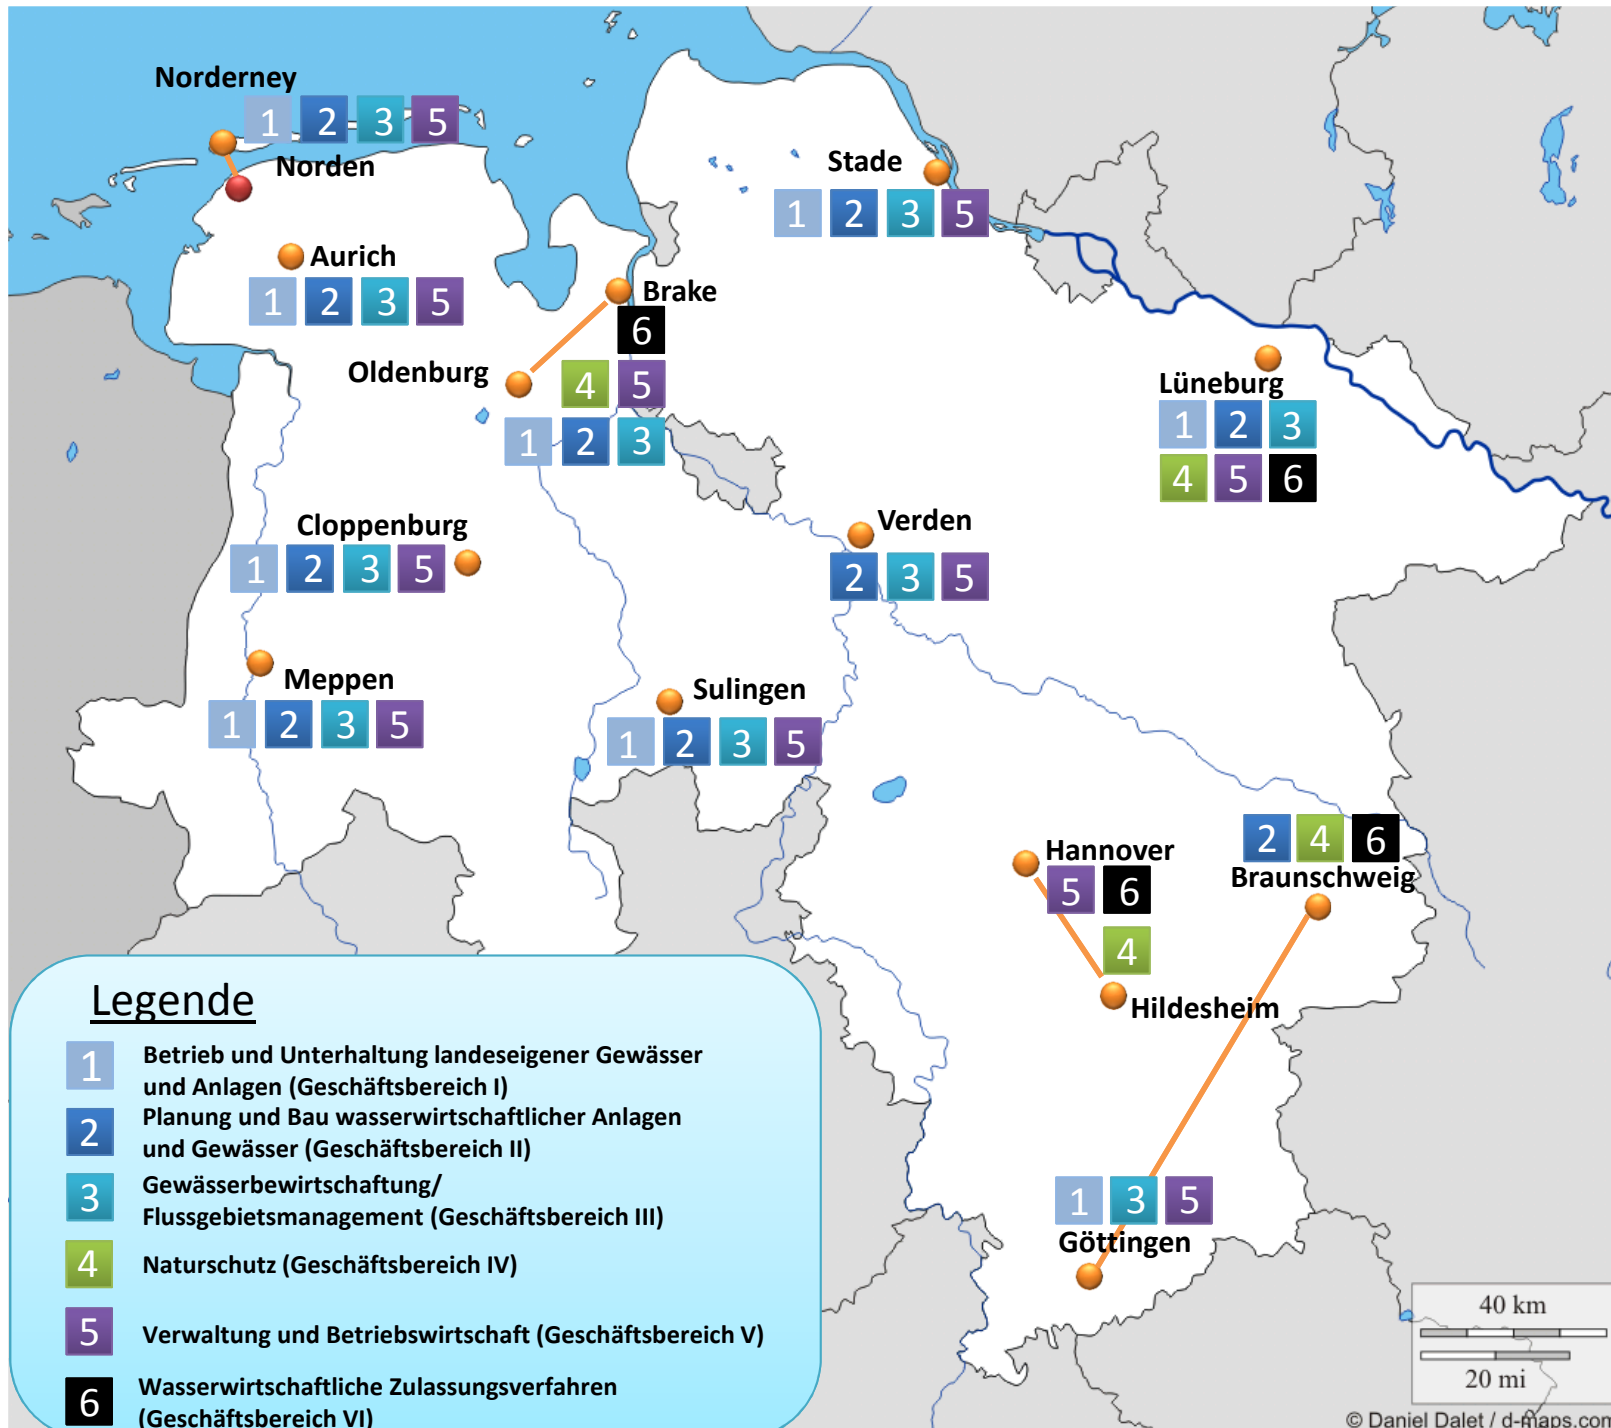 Norderney
1 2 3 5
Norden
Stade
1 2 3 5
Aurich
1 2 3 5
Brake
6
Oldenburg
4 5
1 2 3
Lüneburg
1 2 3
4 5 6
Cloppenburg
1 2 3 5
Verden
2 3 5
Meppen
1 2 3 5
Sulingen
1 2 3 5
Hannover
5 6
4
Hildesheim
2 4 6
Braunschweig
1 3 5
Göttingen
Legende
1 Betrieb und Unterhaltung landeseigener Gewässer
und Anlagen (Geschäftsbereich I)
2 Planung und Bau wasserwirtschaftlicher Anlagen
und Gewässer (Geschäftsbereich II)
3 Gewässerbewirtschaftung/
Flussgebietsmanagement (Geschäftsbereich III)
4 Naturschutz (Geschäftsbereich IV)
5 Verwaltung und Betriebswirtschaft (Geschäftsbereich V)
6 Wasserwirtschaftliche Zulassungsverfahren
(Geschäftsbereich VI)
40 km
20 mi
© Daniel Dalet / d-maps.com